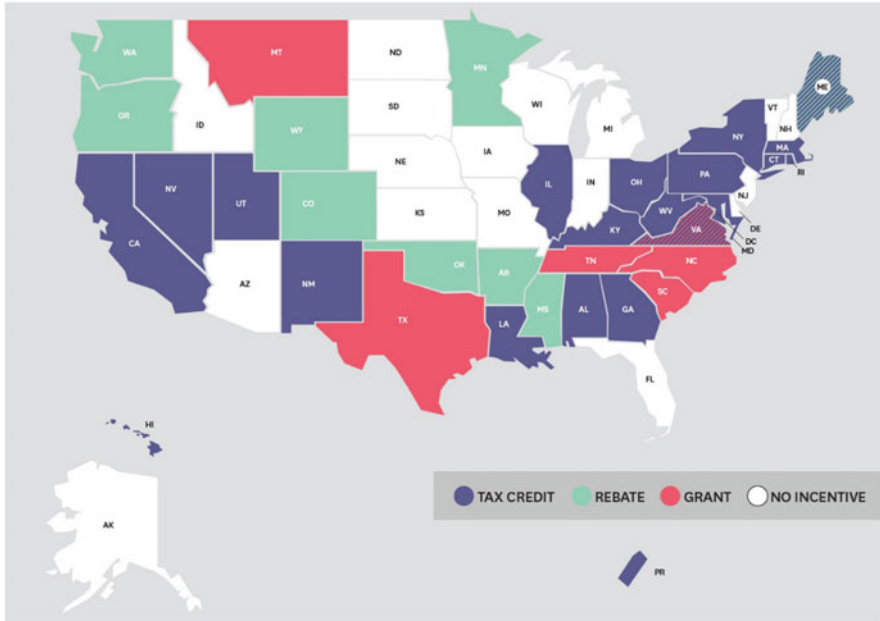 WA
MT
ND
MN
ME
OR
ID
SD
WI
VT
NH
WY
MI
NY
MA
CT
RI
NV
UT
CO
NE
IA
IL
IN
OH
PA
NJ
CA
KS
MO
KY
WV
VA
DE
DC
MD
AZ
NM
OK
AR
TN
NC
SC
TX
LA
MS
AL
GA
FL
HI
AK
TAX CREDIT
REBATE
GRANT
NO INCENTIVE
PR